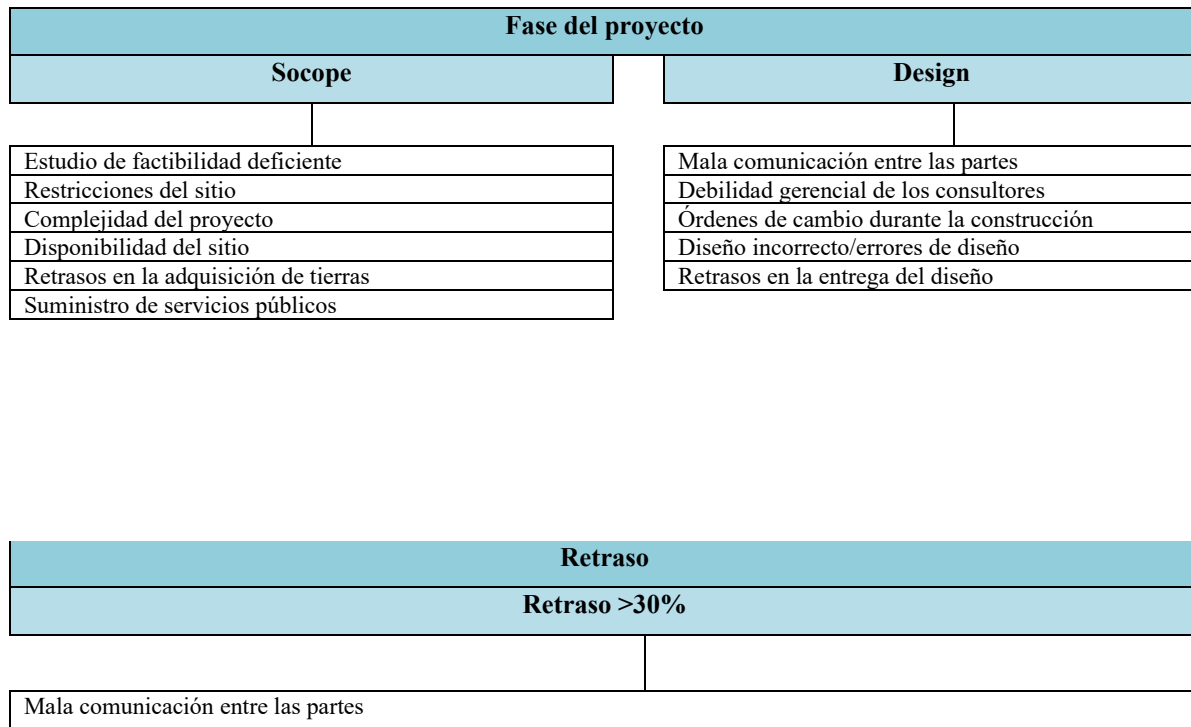 Fase del proyecto
Socope
Design
Estudio de factibilidad deficiente
Restricciones del sitio
Complejidad del proyecto
Disponibilidad del sitio
Retrasos en la adquisición de tierras
Suministro de servicios públicos
Mala comunicación entre las partes
Debilidad gerencial de los consultores
Órdenes de cambio durante la construcción
Diseño incorrecto/errores de diseño
Retrasos en la entrega del diseño
Retraso
Retraso >30%
Mala comunicación entre las partes